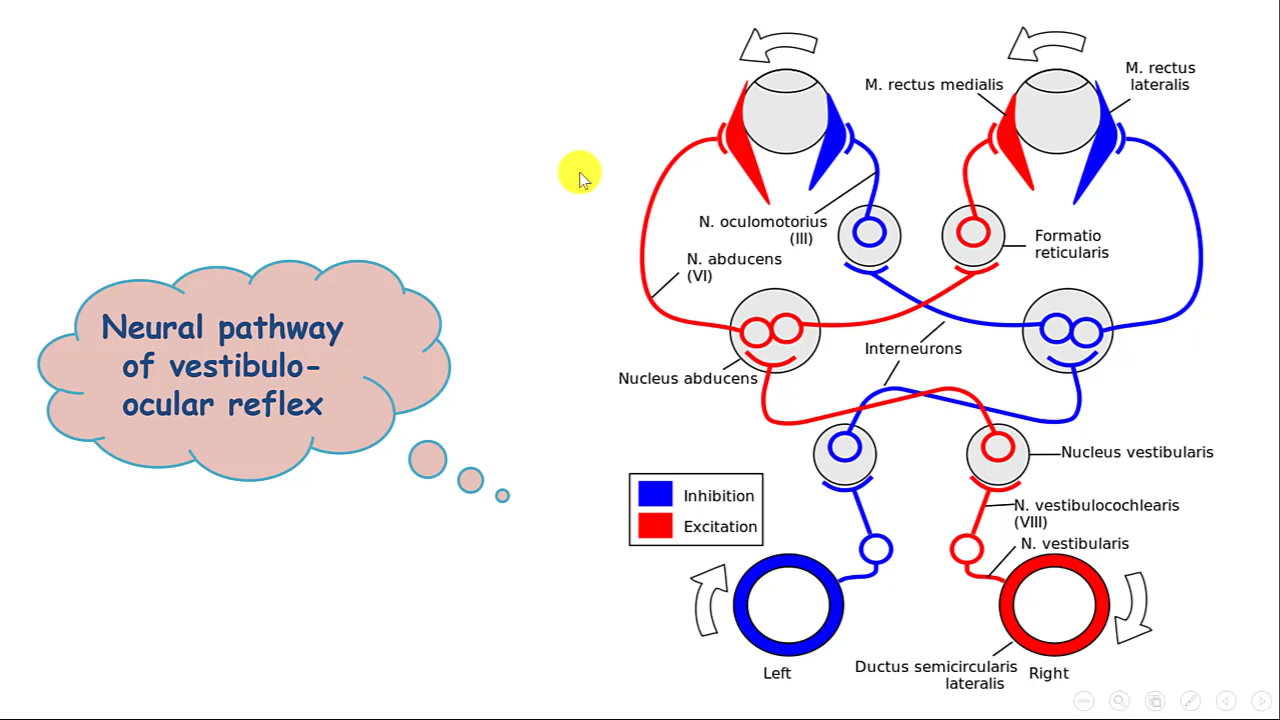 Neural pathway
of vestibulo-
ocular reflex
M. rectus medialis
M. rectus
lateralis
N. oculomotorius
(III)
N. abducens
(VI)
Formatio
reticularis
Interneurons
Nucleus abducens
Nucleus vestibularis
Inhibition
Excitation
N. vestibulocochlearis
(VIII)
N. vestibularis
Left
Ductus semicircularis
lateralis
Right